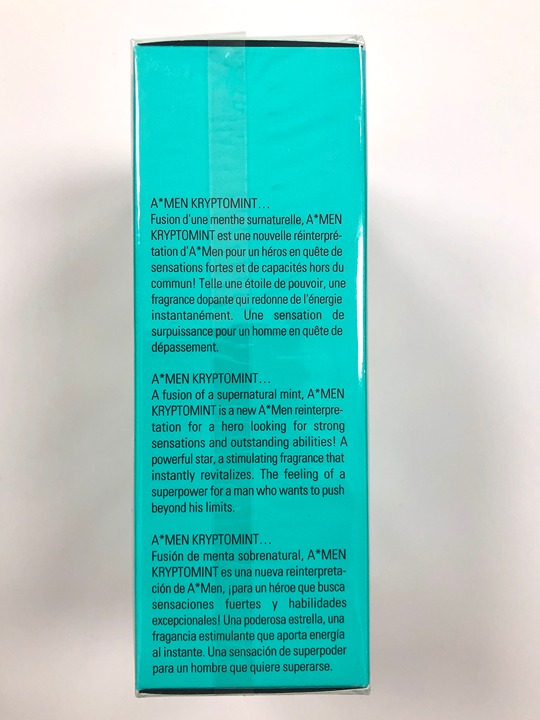 A*MEN KRYPTOMINT...
Fusion d'une menthe surnaturelle, A*MEN
KRYPTOMINT est une nouvelle réinterpré-
tation d'A*Men pour un héros en quête de
sensations fortes et de capacités hors du
commun! Telle une étoile de pouvoir, une
fragrance dopante qui redonne de l'énergie
instantanément. Une sensation de
surpuissance pour un homme en quête de
dépassement.
A*MEN KRYPTOMINT...
A fusion of a supernatural mint, A*MEN
KRYPTOMINT is a new A*Men reinterpre-
tation for a hero looking for strong
sensations and outstanding abilities! A
powerful star, a stimulating fragrance that
instantly revitalizes. The feeling of a
superpower for a man who wants to push
beyond his limits.
A*MEN KRYPTOMINT...
Fusión de menta sobrenatural, A*MEN
KRYPTOMINT es una nueva reinterpreta-
ción de A*Men, ¡para un héroe que busca
sensaciones fuertes y habilidades
excepcionales! Una poderosa estrella, una
fragancia estimulante que aporta energía
al instante. Una sensación de superpoder
para un hombre que quiere superarse.